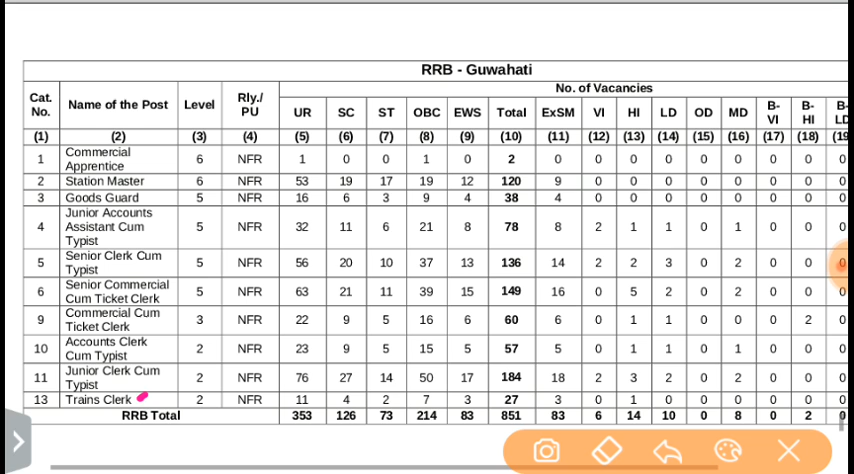 RRB - Guwahati
Cat. No. Name of the Post Level Rly./ PU No. of Vacancies
UR SC ST OBC EWS Total ExSM VI HI LD OD MD B-VI B-HI B-LD
(1) (2) (3) (4) (5) (6) (7) (8) (9) (10) (11) (12) (13) (14) (15) (16) (17) (18) (19
1 Commercial Apprentice 6 NFR 1 0 0 1 0 2 0 0 0 0 0 0 0 0 0
2 Station Master 6 NFR 53 19 17 19 12 120 9 0 0 0 0 0 0 0 0
3 Goods Guard 5 NFR 16 6 3 9 4 38 4 0 0 0 0 0 0 0 0
4 Junior Accounts Assistant Cum Typist 5 NFR 32 11 6 21 8 78 8 2 1 1 0 1 0 0 0
5 Senior Clerk Cum Typist 5 NFR 56 20 10 37 13 136 14 2 2 3 0 2 0 0 0
6 Senior Commercial Cum Ticket Clerk 5 NFR 63 21 11 39 15 149 16 0 5 2 0 2 0 0 0
9 Commercial Cum Ticket Clerk 3 NFR 22 9 5 16 6 60 6 0 1 1 0 0 0 2 0
10 Accounts Clerk Cum Typist 2 NFR 23 9 5 15 5 57 5 0 1 1 0 1 0 0 0
11 Junior Clerk Cum Typist 2 NFR 76 27 14 50 17 184 18 2 3 2 0 2 0 0 0
13 Trains Clerk 2 NFR 11 4 2 7 3 27 3 0 1 0 0 0 0 0 0
RRB Total 353 126 73 214 83 851 83 6 14 10 0 8 0 2 0